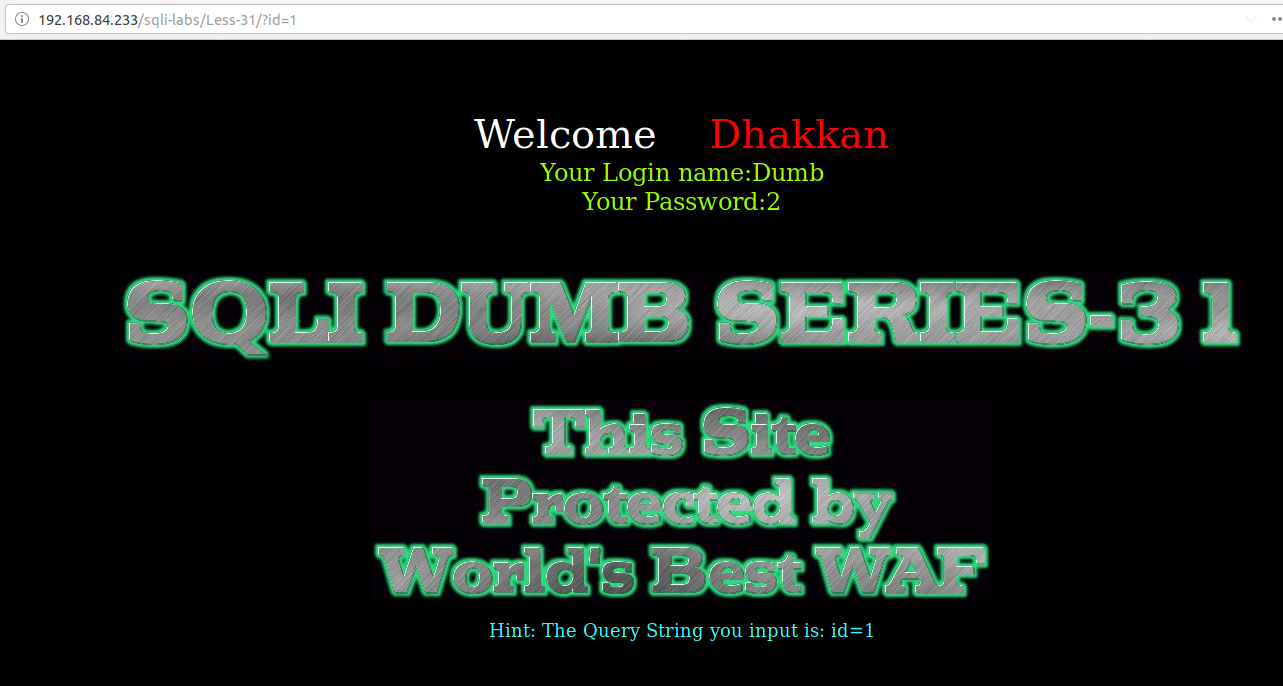 192.168.84.233/sqli-labs/Less-31/?id=1
Welcome Dhakkan
Your Login name:Dumb
Your Password:2
SQLI DUMB SERIES-31
This Site
Protected by
World's Best WAF
Hint: The Query String you input is: id=1